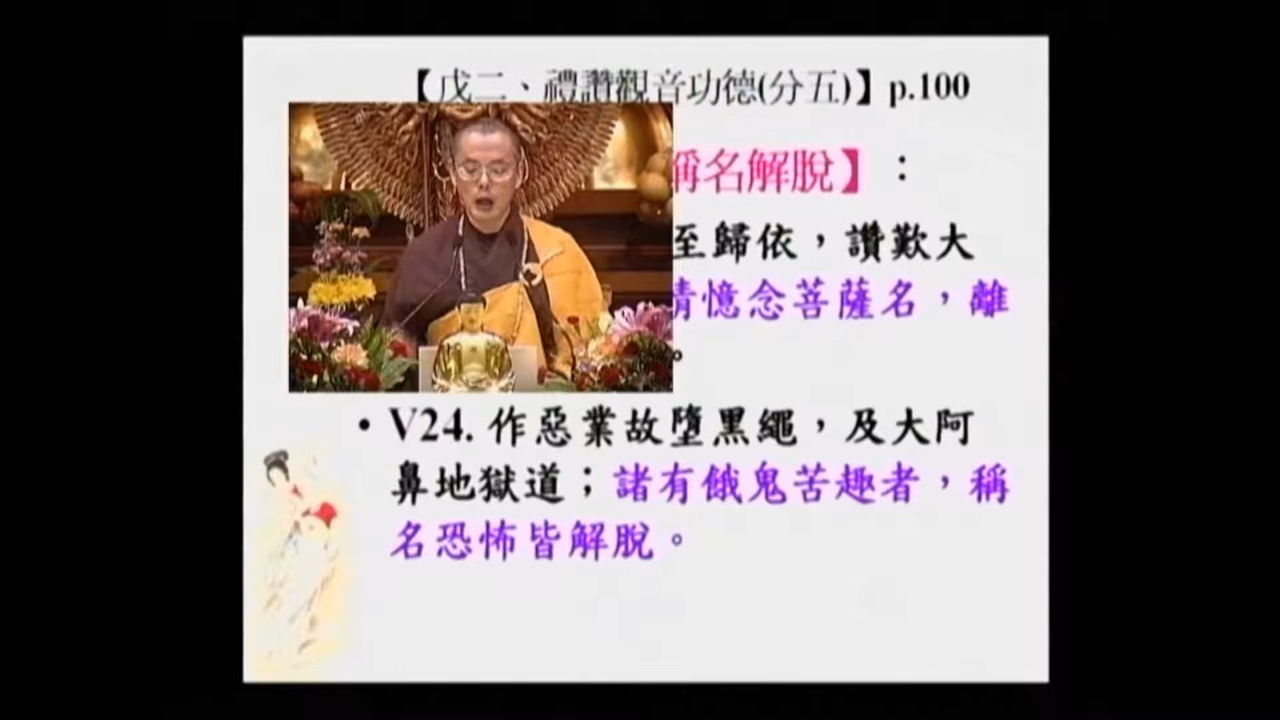 【戊二、禮讚觀音功德(分五)】p.100
稱名解脫】：
至歸依，讚歎大
情憶念菩薩名，離
。
• V24. 作惡業故墮黑繩，及大阿
鼻地獄道；諸有餓鬼苦趣者，稱
名恐怖皆解脫。